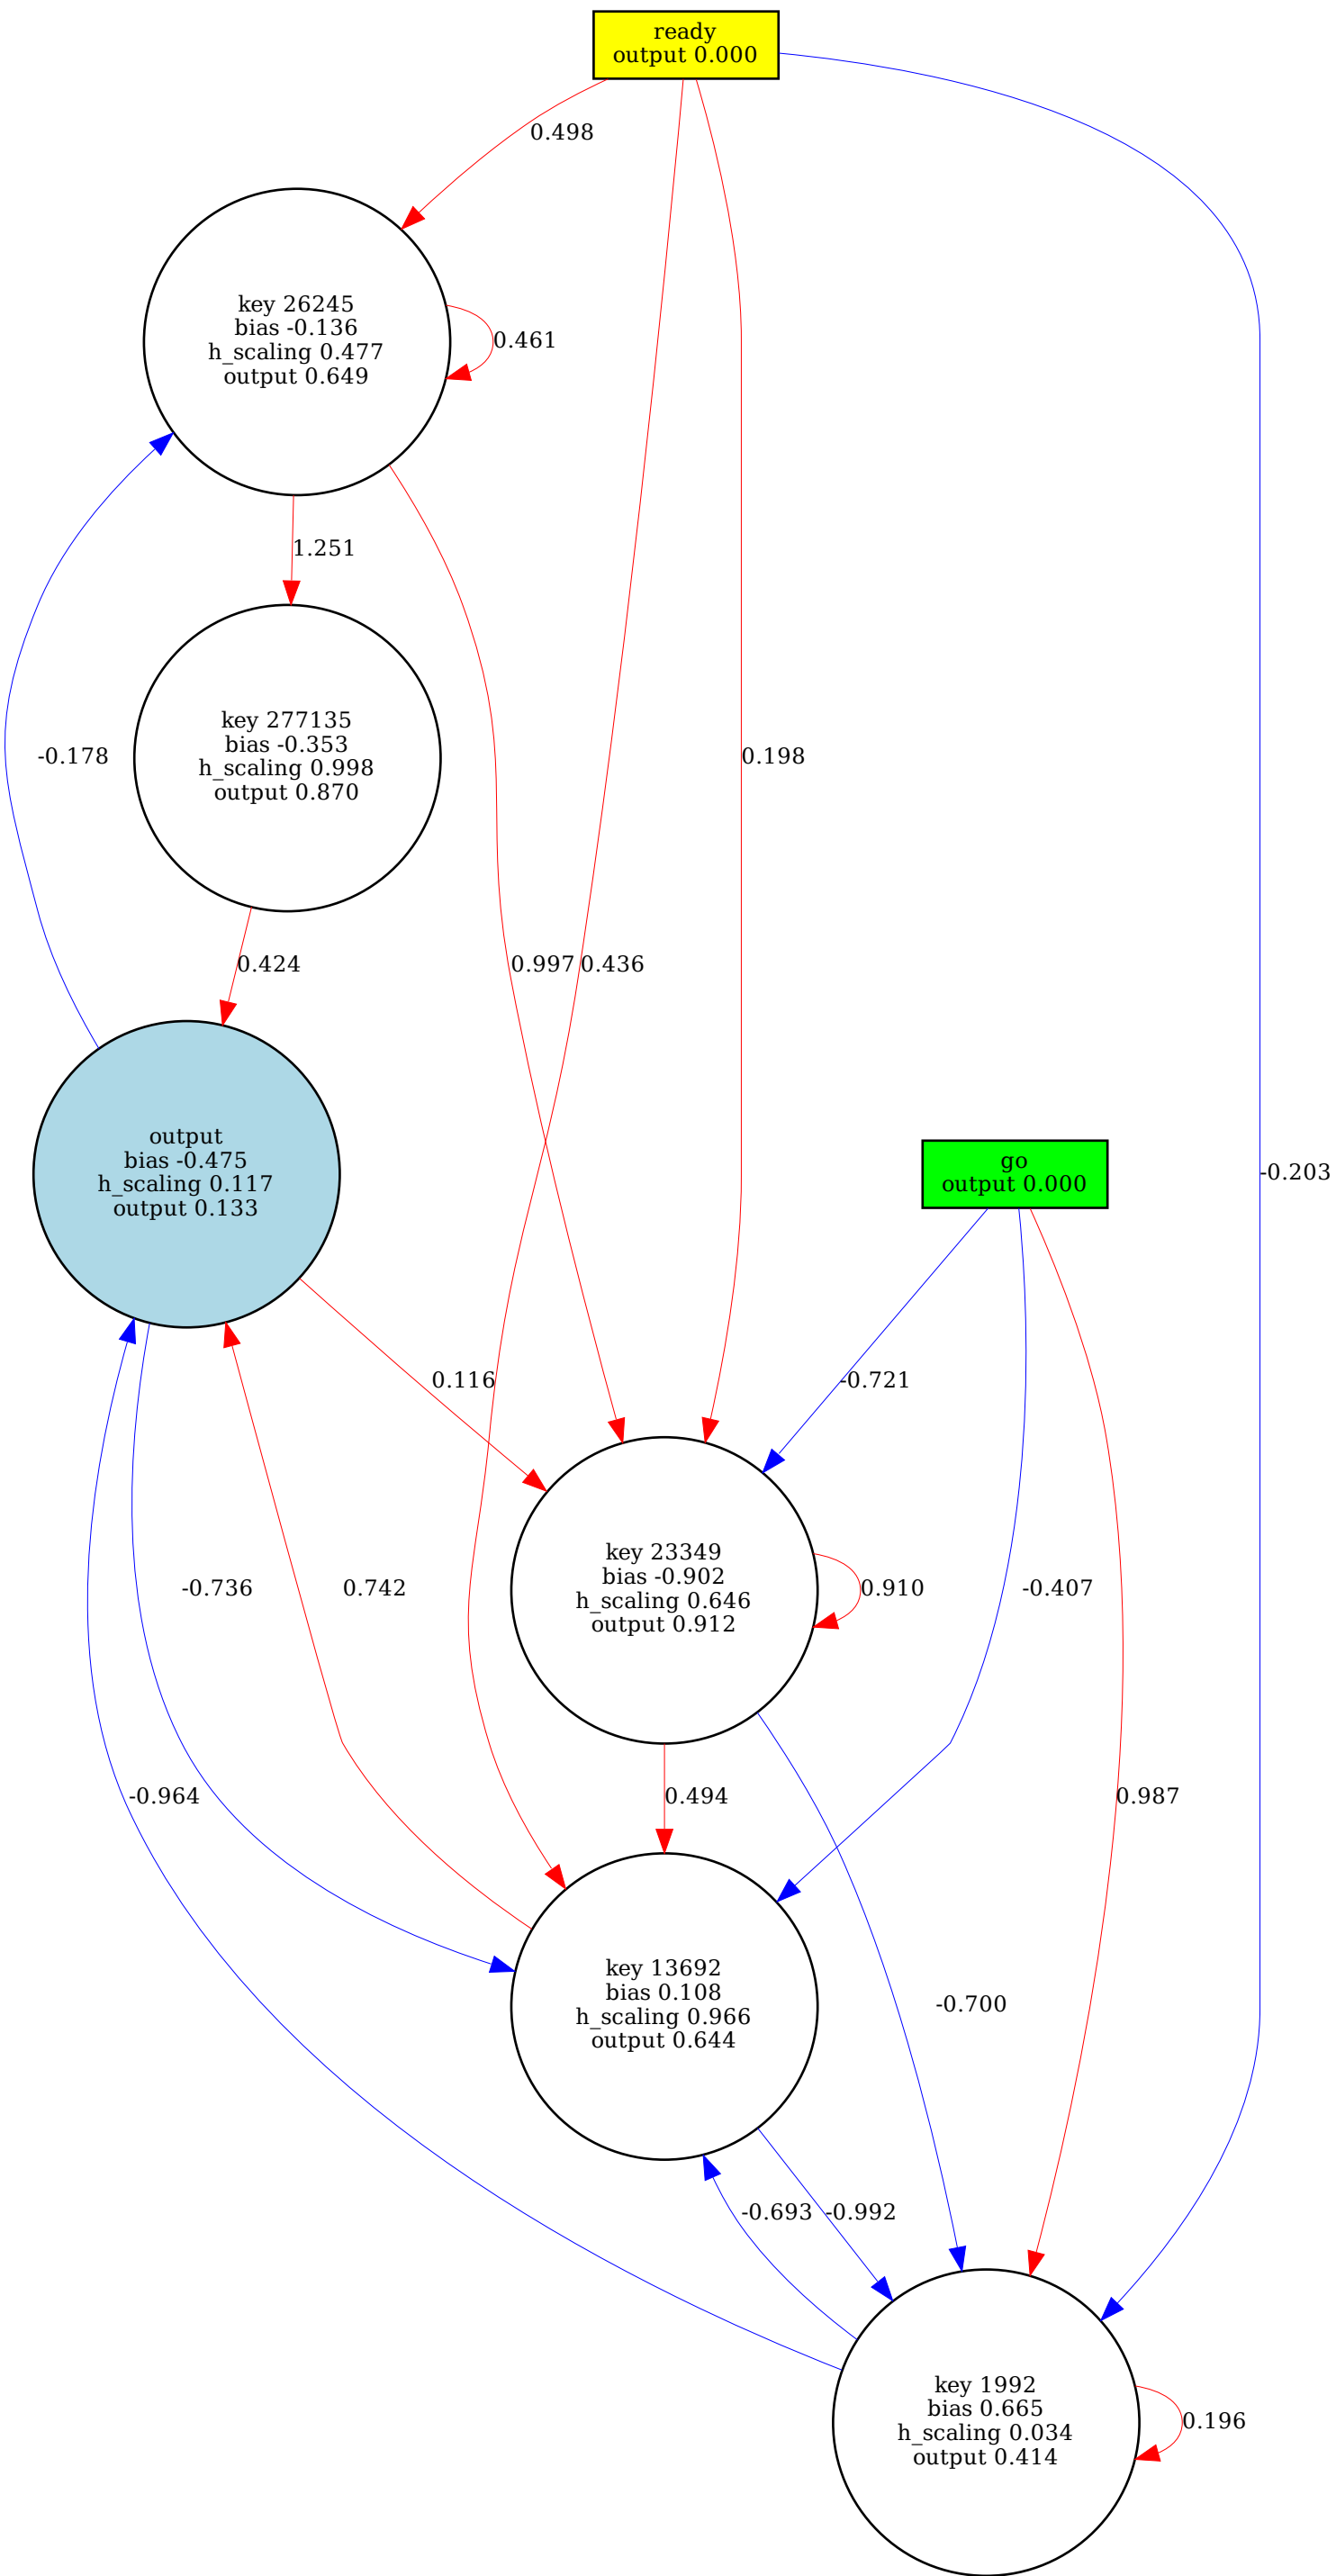 ready
output 0.000
0.498
key 26245
bias -0.136
h_scaling 0.477
output 0.649
0.461
1.251
key 277135
bias -0.353
h_scaling 0.998
output 0.870
-0.178
0.198
0.424
0.997
0.436
output
bias -0.475
h_scaling 0.117
output 0.133
go
output 0.000
-0.203
0.116
-0.721
key 23349
bias -0.902
h_scaling 0.646
output 0.912
-0.736
0.742
0.910
-0.407
-0.964
0.494
0.987
key 13692
bias 0.108
h_scaling 0.966
output 0.644
-0.700
-0.693
-0.992
key 1992
bias 0.665
h_scaling 0.034
output 0.414
0.196